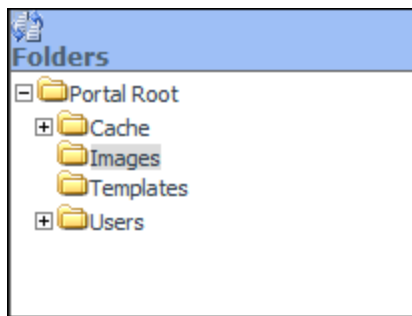 Folders
Portal Root
Cache
Images
Templates
Users